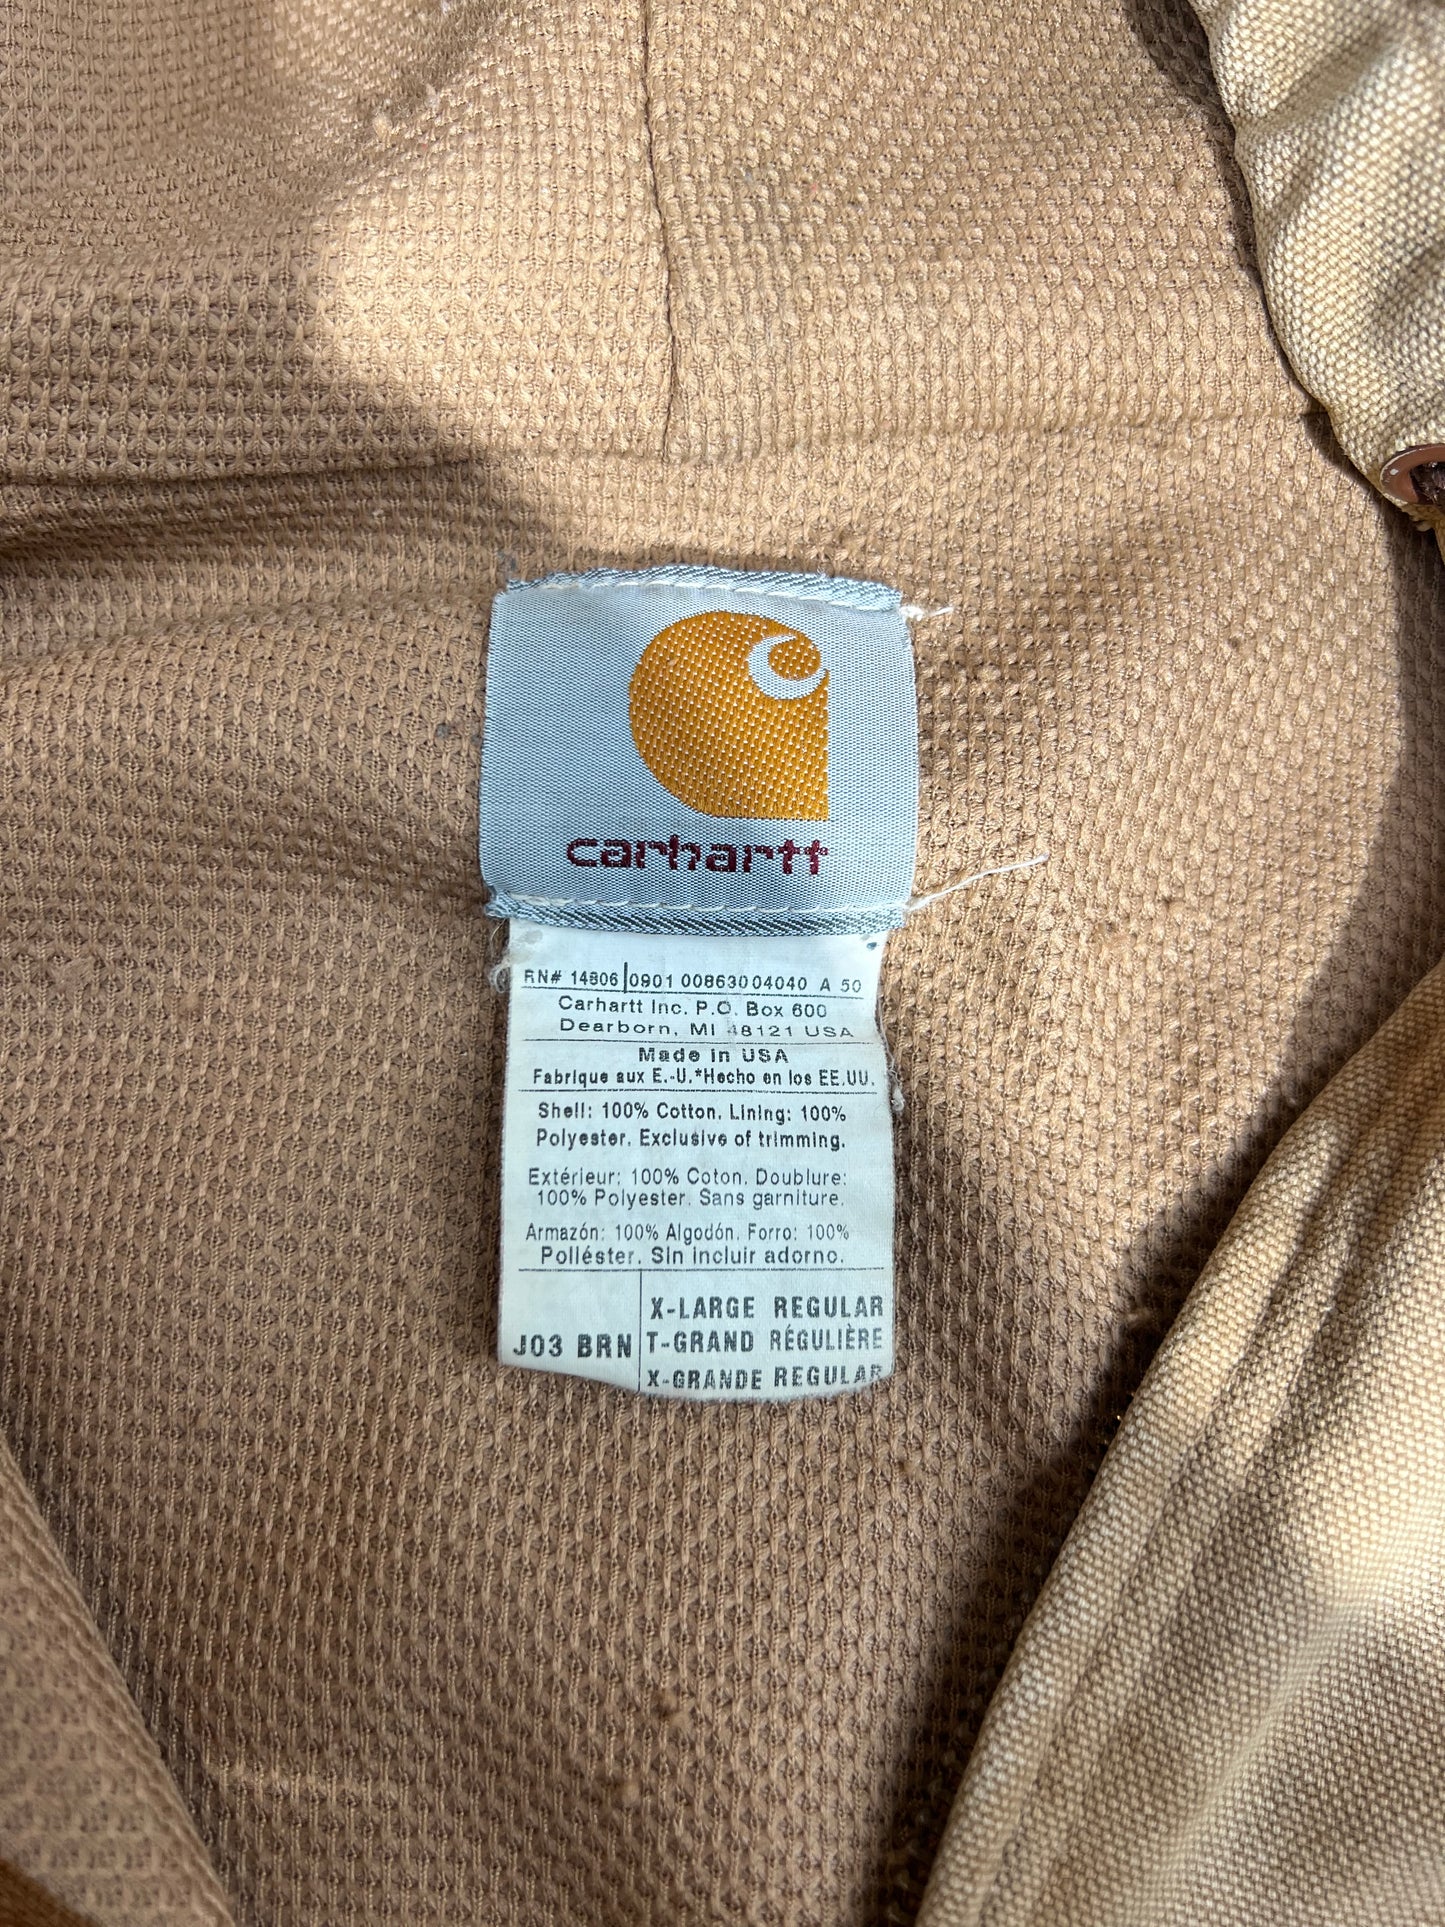 carhartt
RN# 14806 0901 00863004040 A 50
Carhartt Inc. P.O. Box 600
Dearborn, MI 48121 USA
Made in USA
Fabrique aux E.-U.*Hecho en los EE.UU.
Shell: 100% Cotton. Lining: 100%
Polyester. Exclusive of trimming.
Extérieur: 100% Coton. Doublure:
100% Polyester. Sans garniture.
Armazón: 100% Algodón. Forro: 100%
Poliéster. Sin incluir adorno.
J03 BRN
X-LARGE REGULAR
T-GRAND RÉGULIÈRE
X-GRANDE REGULAR